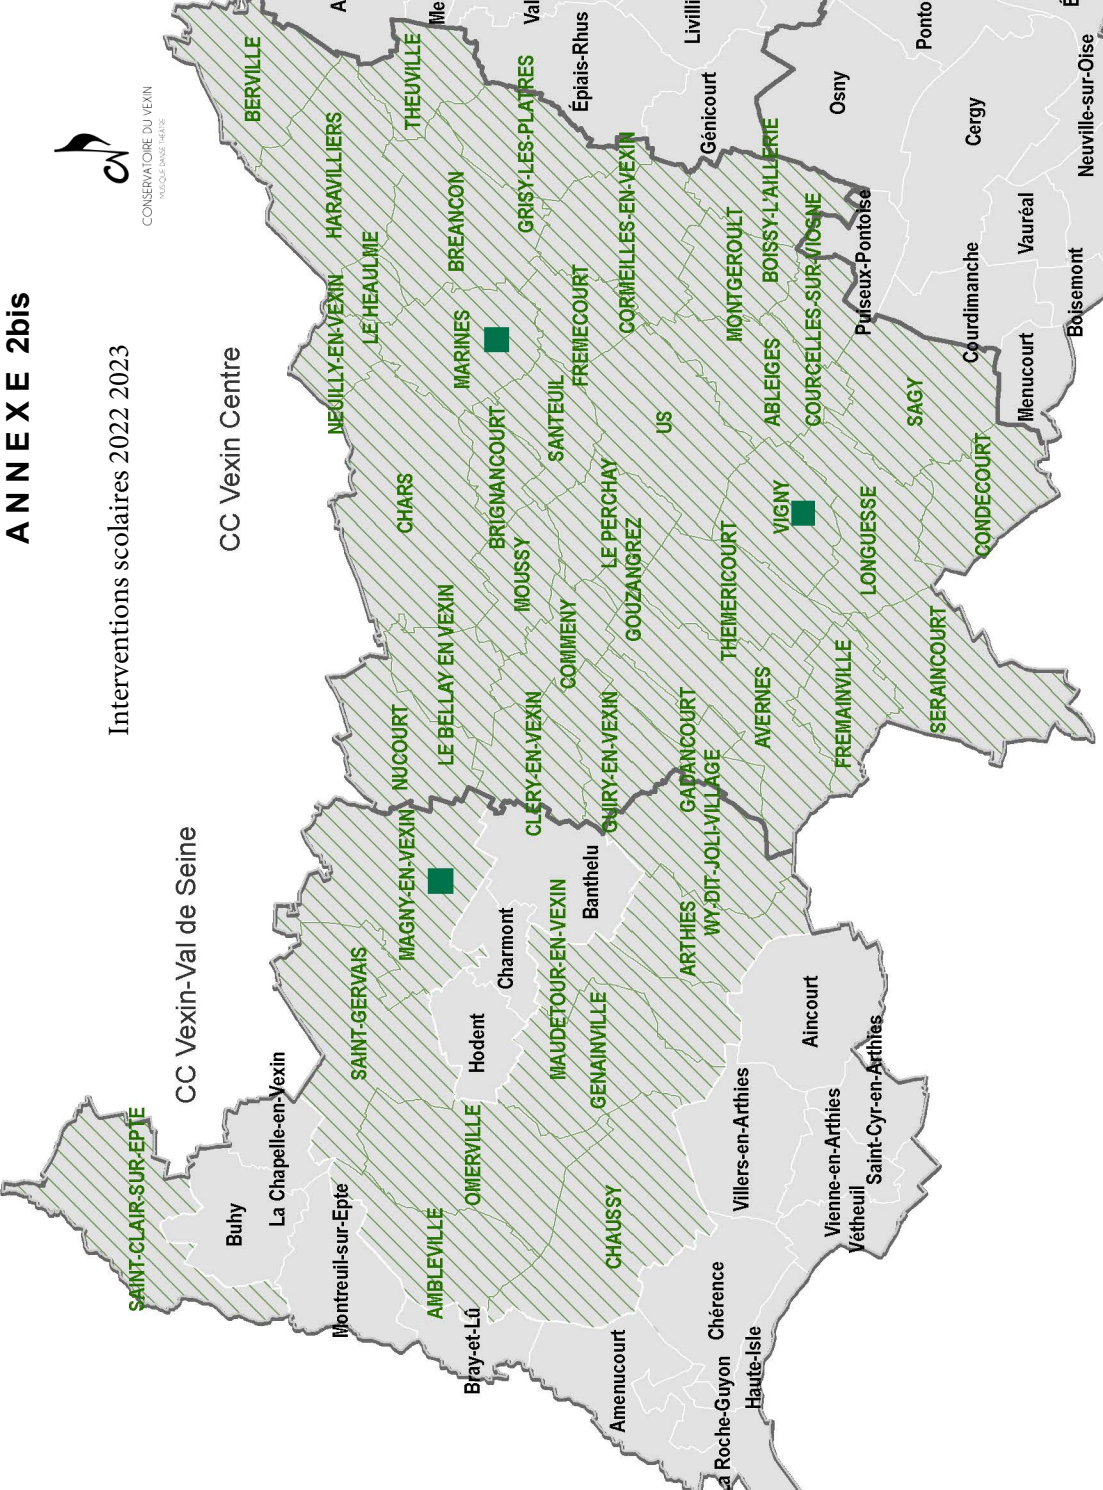 ANNEXE 2bis
CONSERVATOIRE DU VEXIN
MUSIQUE DANSE THÉÂTRE
Interventions scolaires 2022 2023
CC Vexin-Val de Seine
CC Vexin Centre
SAINT-CLAIR-SUR-EPTE
Buhy
La Chapelle-en-Vexin
Montreuil-sur-Epte
SAINT-GERVAIS
MAGNY-EN-VEXIN
AMBLEVILLE
OMERVILLE
Bray-et-Lû
Hodent
Charmont
MAUDETOUR-EN-VEXIN
Banthelu
GENAINVILLE
CHAUSSY
Amenucourt
ARTHIES
WY-DIT-JOLI-VILLAGE
Chérence
Villers-en-Arthies
Haute-Isle
a Roche-Guyon
Aincourt
Vienne-en-Arthies
Vétheuil
Saint-Cyr-en-Arthies
BERVILLE
HARAVILLIERS
NEUILLY-EN-VEXIN
LE HEAULME
THEUVILLE
CHARS
NUCOURT
BREANCON
MARINES
LE BELLAY EN VEXIN
BRIGNANCOURT
GRISY-LES-PLATRES
MOUSSY
CLERY-EN-VEXIN
SANTEUIL
FREMECOURT
COMMENY
LE PERCHAY
GUIRY-EN-VEXIN
GOUZANGREZ
CORMEILLES-EN-VEXIN
US
GADANCOURT
THEMERICOURT
MONTGEROULT
AVERNES
VIGNY
ABLEIGES
BOISSY-L'AILLERIE
COURCELLES-SUR-VIOSNE
FREMAINVILLE
LONGUESSE
SAGY
SERAINCOURT
CONDECOURT
A
Me
Val
Épiais-Rhus
Livilli
Génicourt
Osny
Ponto
Puiseux-Pontoise
Cergy
Courdimanche
Vauréal
Menucourt
Boisemont
Neuville-sur-Oise
É